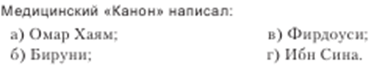 Медицинский «Канон» написал:
а) Омар Хаям; в) Фирдоуси;
б) Бируни; г) Ибн Сина.